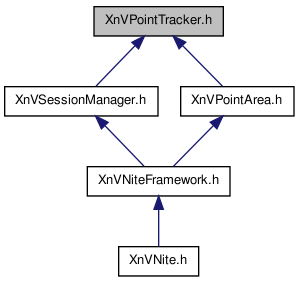 XnVPointTracker.h
XnVSessionManager.h
XnVPointArea.h
XnVNiteFramework.h
XnVNite.h